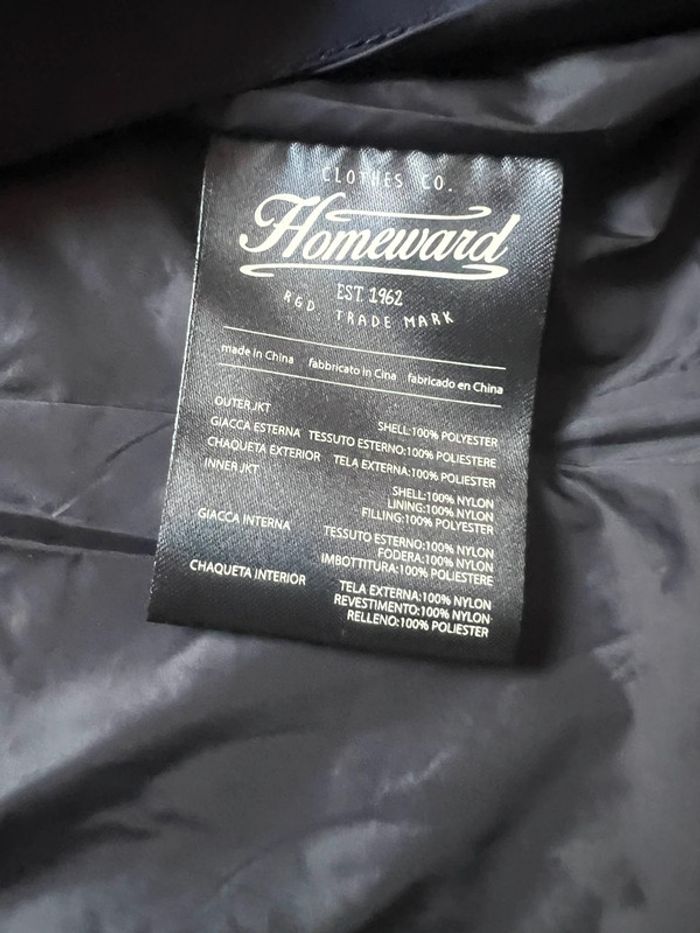 CLOTHES CO.
Homeward
EST 1962
RGD TRADE MARK
made in China fabbricato in Cina fabricado en China
OUTERJKT SHELL:100% POLYESTER
GIACCA ESTERNA TESSUTO ESTERNO:100% POLIESTERE
CHAQUETA EXTERIOR TELA EXTERNA:100% POLIESTER
INNER JKT SHELL:100% NYLON
LINING:100% NYLON
FILLING:100% POLYESTER
GIACCA INTERNA TESSUTO ESTERNO:100% NYLON
FODERA:100% NYLON
IMBOTTITURA:100% POLIESTERE
CHAQUETA INTERIOR TELA EXTERNA:100% NYLON
REVESTIMENTO:100% NYLON
RELLENO:100% POLIESTER